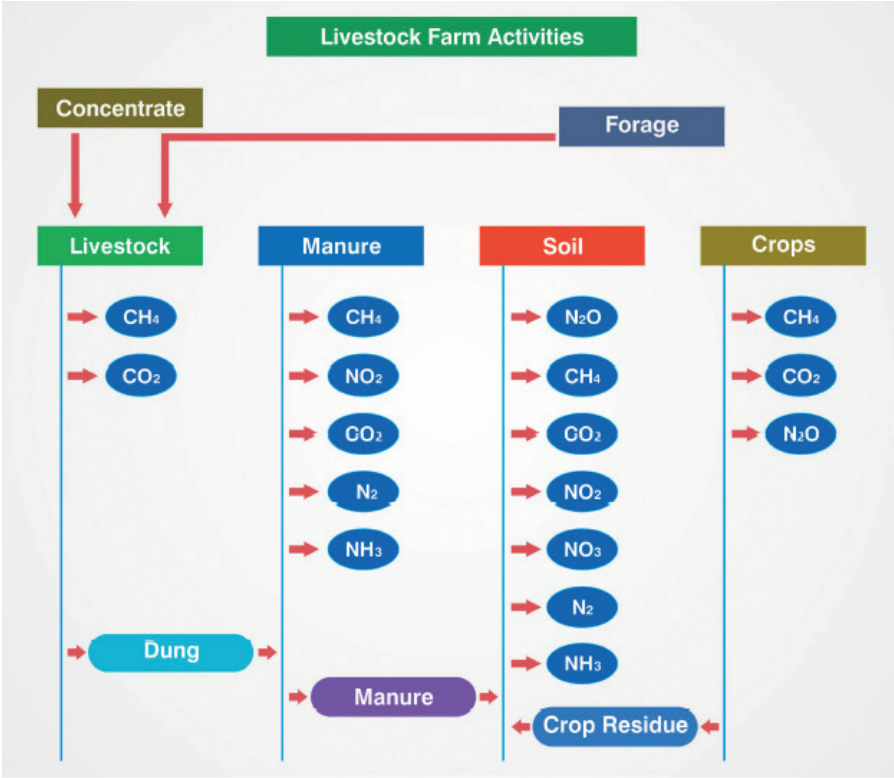 Livestock Farm Activities
Concentrate
Forage
Livestock
Manure
Soil
Crops
CH₄
CH₄
N₂O
CH₄
CO₂
NO₂
CH₄
CO₂
CO₂
CO₂
N₂O
N₂
NO₂
NH₃
NO₃
N₂
Dung
NH₃
Manure
Crop Residue